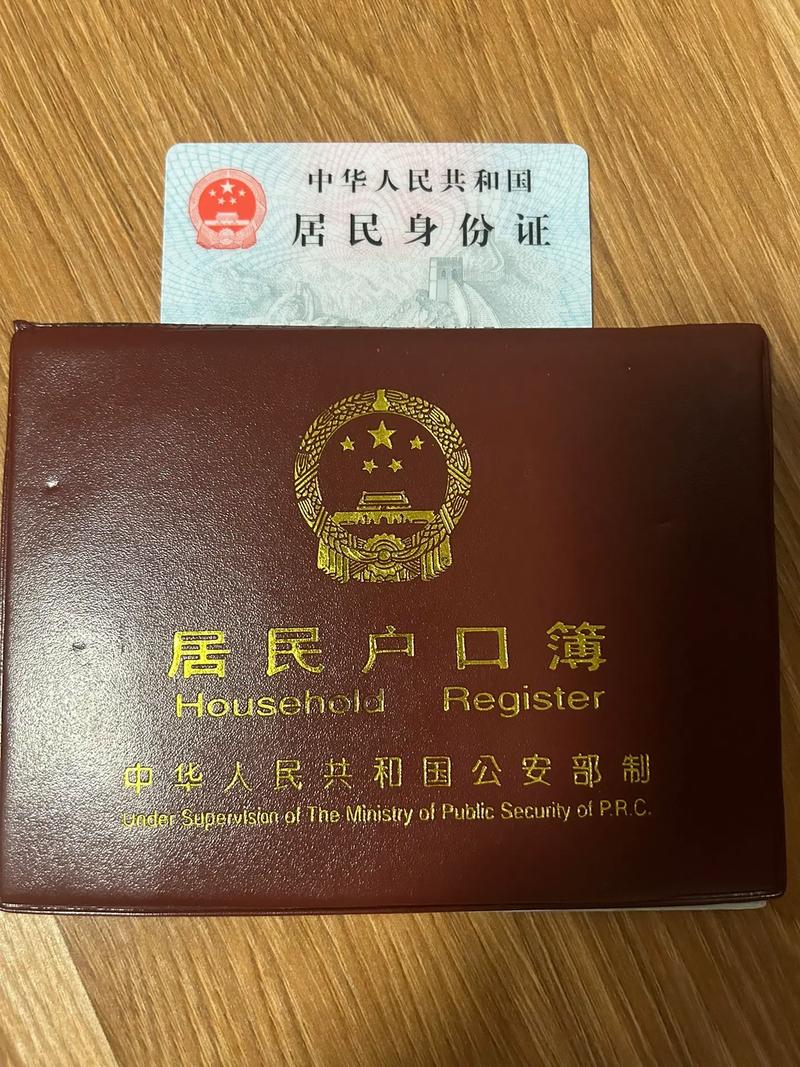 中华人民共和国
居民身份证
居民户口簿
Household Register
中华人民共和国公安部制
Under Supervision of The Ministry of Public Security of P.R.C.